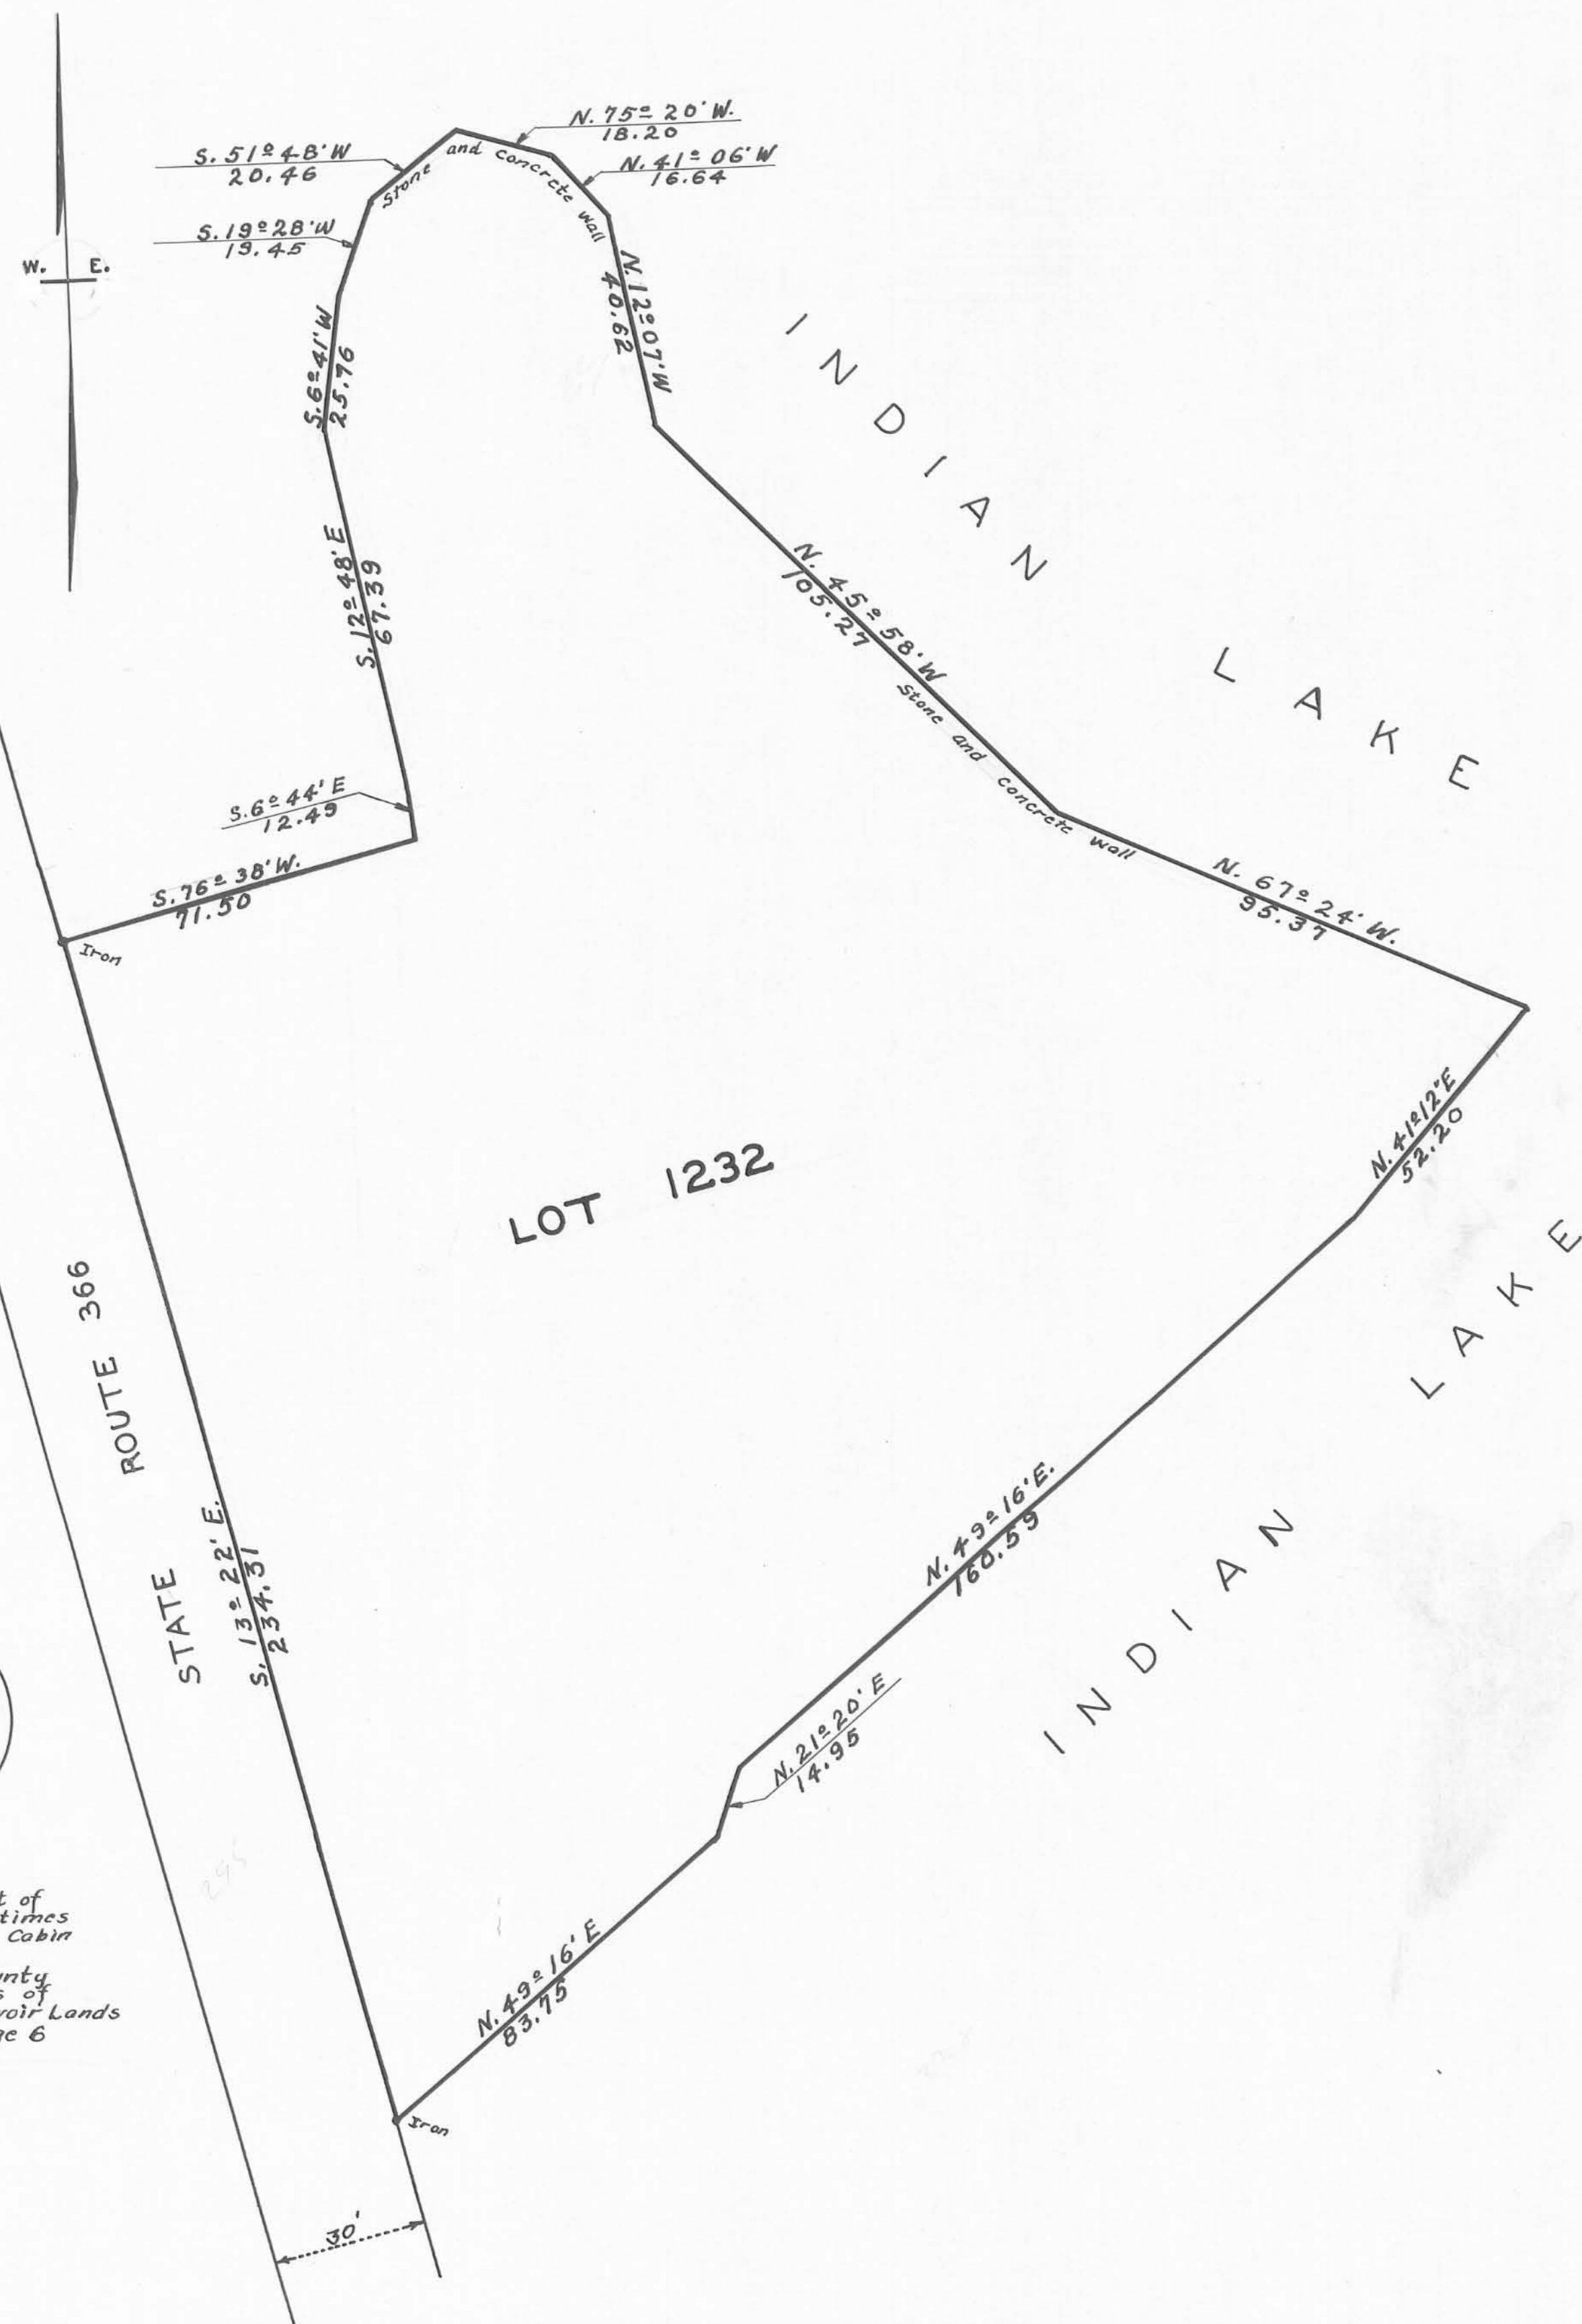 N. 75° 20' W.
18.20
S. 51° 48' W
20.46
N. 41° 06' W
16.64
Stone and Concrete Wall
S. 19° 28' W
19.45
W. E.
N. 12° 07' W
40.62
S. 6° 41' W
25.76
INDIAN LAKE
S. 12° 48' E
67.39
N. 45° 58' W
105.27
Stone and Concrete Wall
S. 6° 44' E
12.49
N. 67° 24' W.
95.37
S. 76° 38' W.
71.50
Iron
N. 41° 12" E
52.20
LOT 1232
STATE ROUTE 366
S. 13° 22' E.
234.31
N. 49° 16' E.
160.59
INDIAN LAKE
N. 21° 20' E
14.95
t of
times
Cabin
nty
s of
voir Lands
ge 6
N. 49° 16' E
83.75
Iron
30'